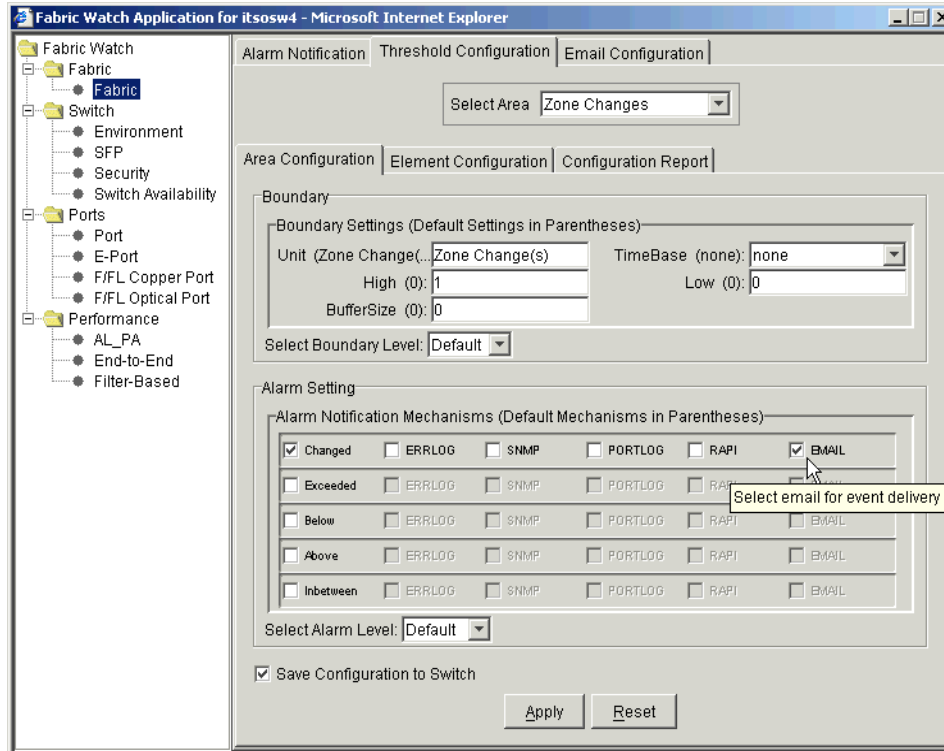 Fabric Watch Application for itsosw4 - Microsoft Internet Explorer
Fabric Watch
Fabric
Fabric
Switch
Environment
SFP
Security
Switch Availability
Ports
Port
E-Port
F/FL Copper Port
F/FL Optical Port
Performance
AL_PA
End-to-End
Filter-Based
Alarm Notification Threshold Configuration Email Configuration
Select Area Zone Changes
Area Configuration Element Configuration Configuration Report
Boundary
Boundary Settings (Default Settings in Parentheses)
Unit (Zone Change(... Zone Change(s) TimeBase (none): none
High (0): 1 Low (0): 0
BufferSize (0): 0
Select Boundary Level: Default
Alarm Setting
Alarm Notification Mechanisms (Default Mechanisms in Parentheses)
Changed ERRLOG SNMP PORTLOG RAPI EMAIL
Exceeded ERRLOG SNMP PORTLOG RAPI
Select email for event delivery
Below ERRLOG SNMP PORTLOG RAPI EMAIL
Above ERRLOG SNMP PORTLOG RAPI EMAIL
Inbetween ERRLOG SNMP PORTLOG RAPI EMAIL
Select Alarm Level: Default
Save Configuration to Switch
Apply Reset